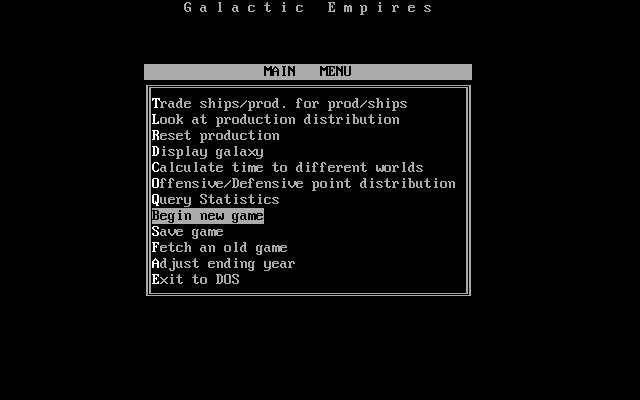 Galactic Empires
MAIN MENU
Trade ships/prod. for prod/ships
Look at production distribution
Reset production
Display galaxy
Calculate time to different worlds
Offensive/Defensive point distribution
Query Statistics
Begin new game
Save game
Fetch an old game
Adjust ending year
Exit to DOS